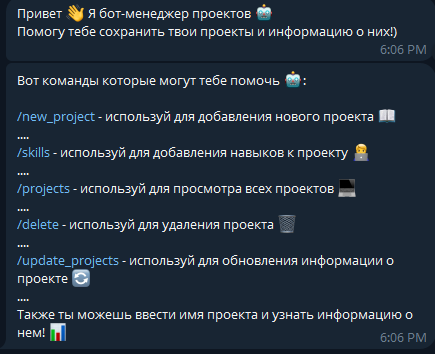 Привет 👋 Я бот-менеджер проектов 🤖
Помогу тебе сохранить твои проекты и информацию о них!)
6:06 PM
Вот команды которые могут тебе помочь 🤖:
/new_project - используй для добавления нового проекта 📖
....
/skills - используй для добавления навыков к проекту 👨‍💻
....
/projects - используй для просмотра всех проектов 💻
....
/delete - используй для удаления проекта 🗑
....
/update_projects - используй для обновления информации о
проекте 🔄
....
Также ты можешь ввести имя проекта и узнать информацию о
нем! 📊
6:06 PM